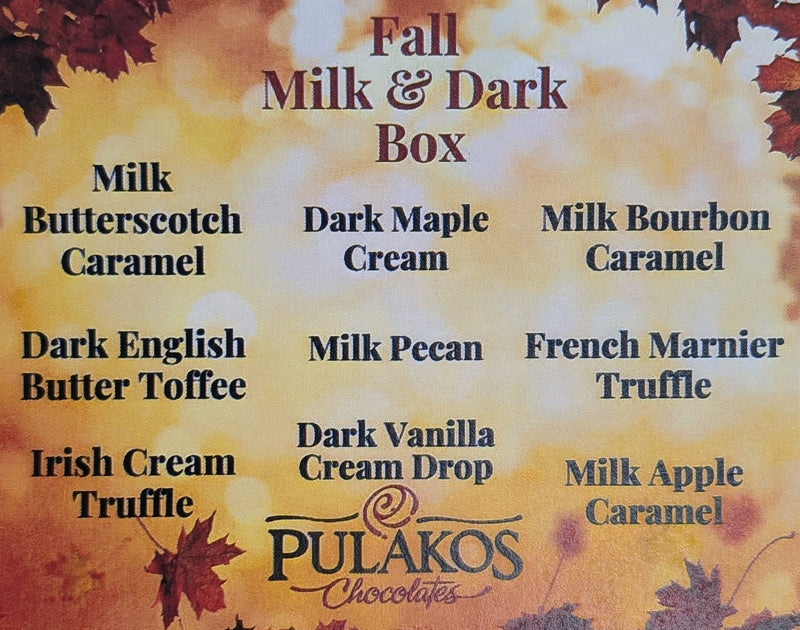 Fall
Milk & Dark
Box
Milk
Butterscotch
Caramel
Dark Maple
Cream
Milk Bourbon
Caramel
Dark English
Butter Toffee
Milk Pecan
French Marnier
Truffle
Irish Cream
Truffle
Dark Vanilla
Cream Drop
Milk Apple
Caramel
PULAKOS
Chocolates